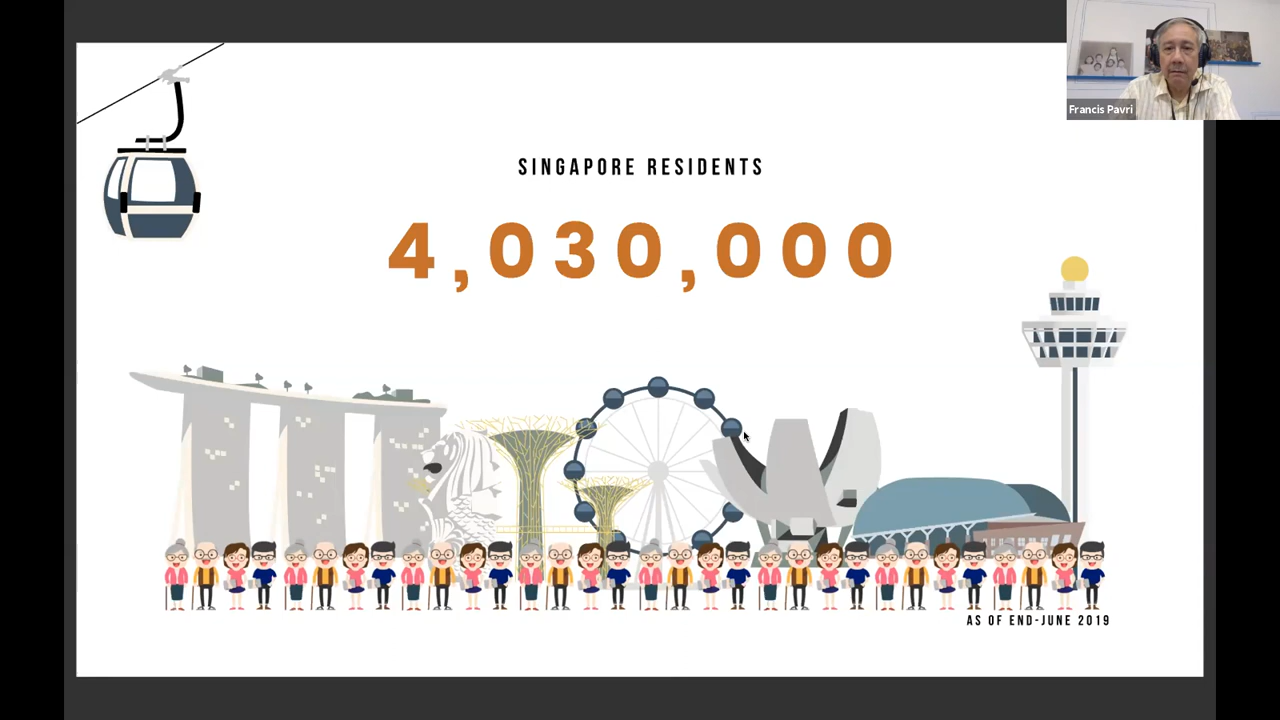 Francis Pavri
SINGAPORE RESIDENTS
4,030,000
AS OF END-JUNE 2019